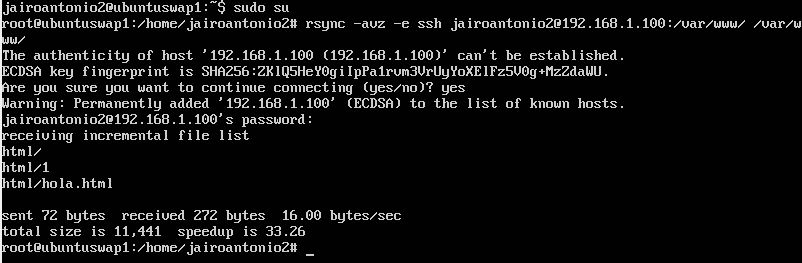 jairoantonio2@ubuntuswap1:~$ sudo su
root@ubuntuswap1:/home/jairoantonio2# rsync -avz -e ssh jairoantonio2@192.168.1.100:/var/www/ /var/w
ww/
The authenticity of host '192.168.1.100 (192.168.1.100)' can't be established.
ECDSA key fingerprint is SHA256:ZKlQ5HeY0giIpPa1rvm3VrUyYoXElFz5V0g+MzZdaWU.
Are you sure you want to continue connecting (yes/no)? yes
Warning: Permanently added '192.168.1.100' (ECDSA) to the list of known hosts.
jairoantonio2@192.168.1.100's password:
receiving incremental file list
html/
html/1
html/hola.html
sent 72 bytes  received 272 bytes  16.00 bytes/sec
total size is 11,441  speedup is 33.26
root@ubuntuswap1:/home/jairoantonio2# _